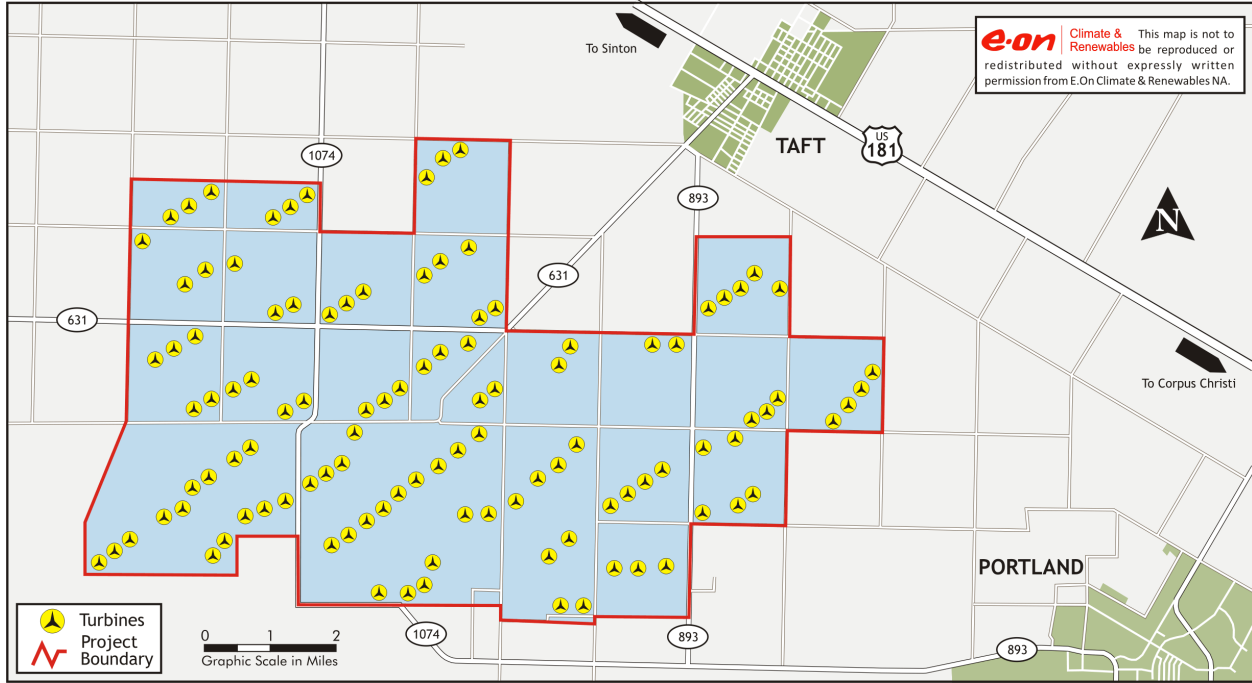 To Sinton
e·on
Climate &
Renewables
This map is not to
be reproduced or
redistributed without expressly written
permission from E.On Climate & Renewables NA.
TAFT
US
181
1074
893
N
631
631
To Corpus Christi
PORTLAND
Turbines
Project
Boundary
0 1 2
Graphic Scale in Miles
1074
893
893